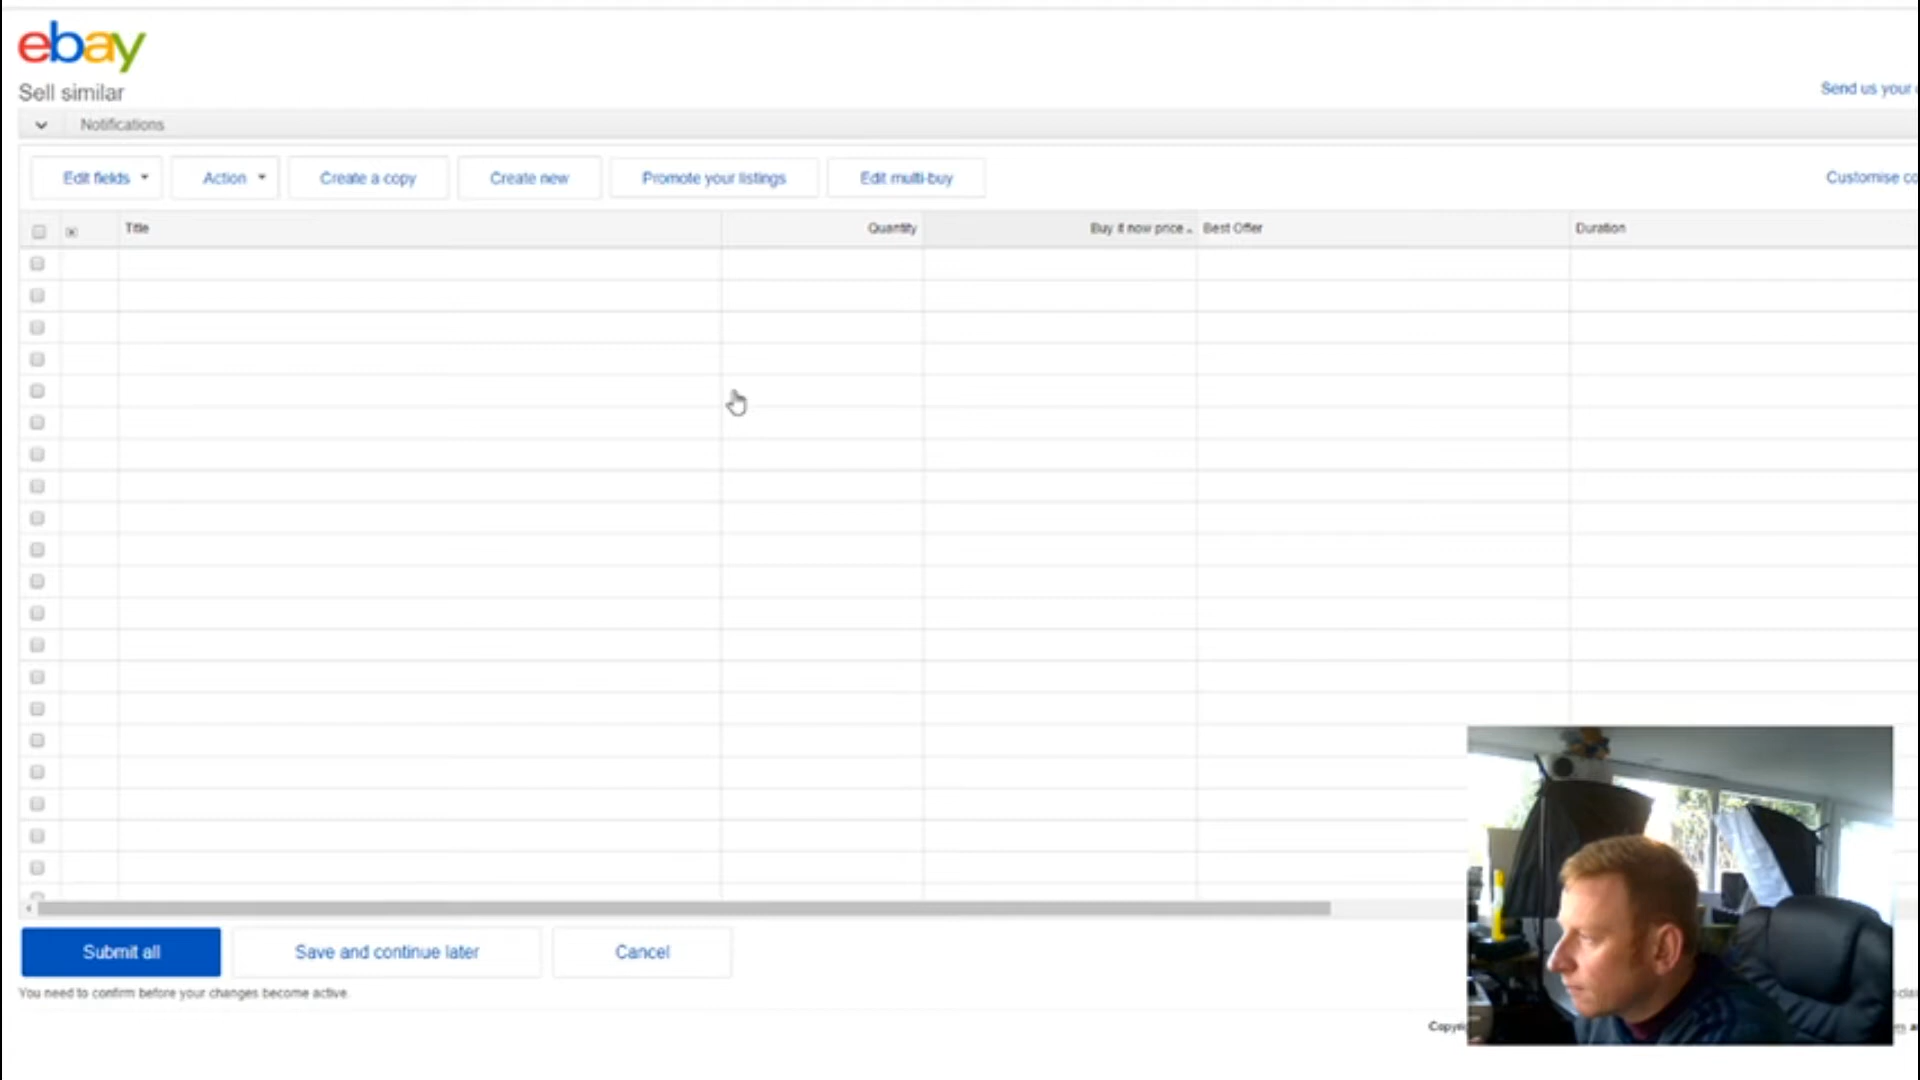 ebay
Sell similar
Send us your
Notifications
Edit fields Action Create a copy Create new Promote your listings Edit multi-buy Customise co
Title Quantity Buy it now price Best Offer Duration
Submit all Save and continue later Cancel
You need to confirm before your changes become active.